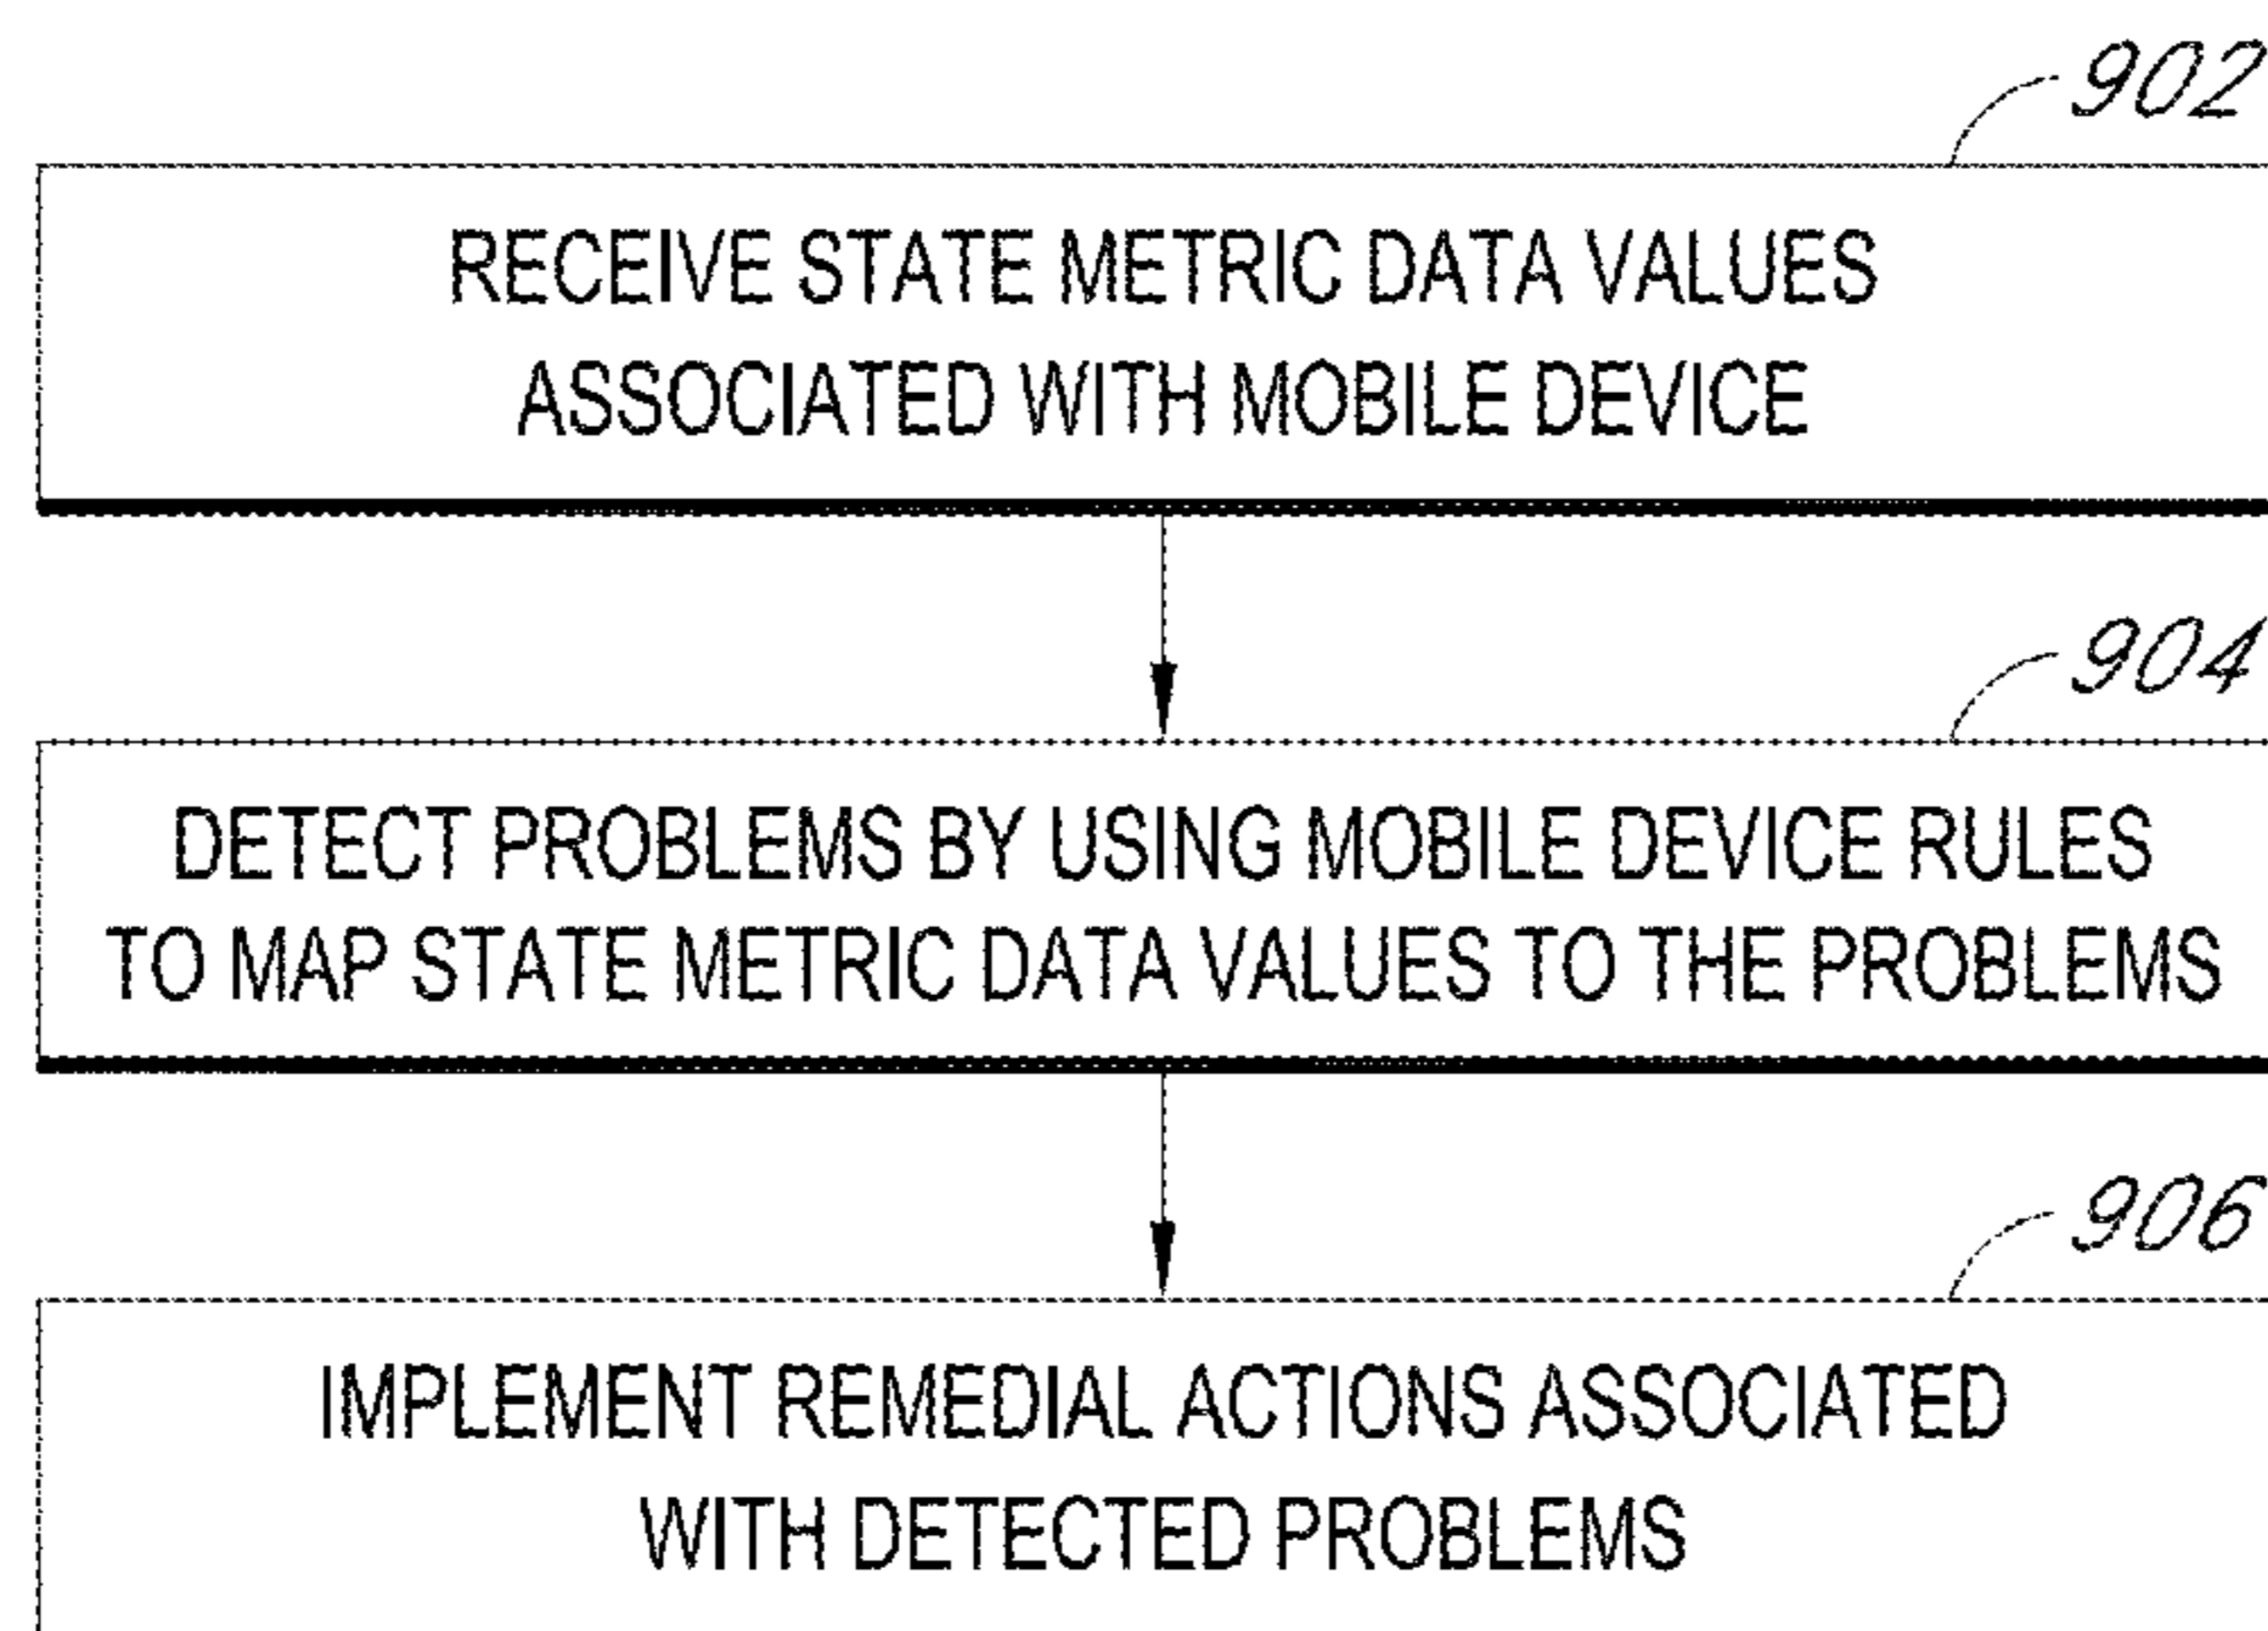 902
RECEIVE STATE METRIC DATA VALUES
ASSOCIATED WITH MOBILE DEVICE
904
DETECT PROBLEMS BY USING MOBILE DEVICE RULES
TO MAP STATE METRIC DATA VALUES TO THE PROBLEMS
906
IMPLEMENT REMEDIAL ACTIONS ASSOCIATED
WITH DETECTED PROBLEMS